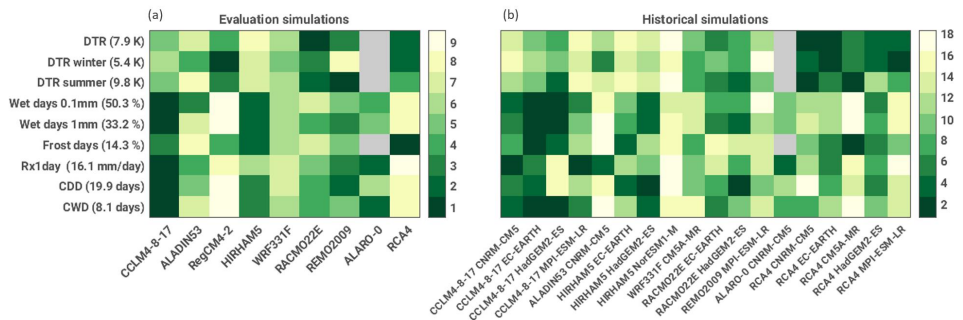 (a) Evaluation simulations
(b) Historical simulations
DTR (7.9 K)
DTR winter (5.4 K)
DTR summer (9.8 K)
Wet days 0.1mm (50.3 %)
Wet days 1mm (33.2 %)
Frost days (14.3 %)
Rx1day (16.1 mm/day)
CDD (19.9 days)
CWD (8.1 days)
9
8
7
6
5
4
3
2
1
18
16
14
12
10
8
6
4
2
CCLM4-8-17
ALADIN53
RegCM4-2
HIRHAM5
WRF331F
RACMO22E
REMO2009
ALARO-0
RCA4
CCLM4-8-17 CNRM-CM5
CCLM4-8-17 EC-EARTH
CCLM4-8-17 HadGEM2-ES
CCLM4-8-17 MPI-ESM-LR
ALADIN53 CNRM-CM5
HIRHAM5 EC-EARTH
HIRHAM5 HadGEM2-ES
HIRHAM5 NorESM1-M
WRF331F CM5A-MR
RACMO22E EC-EARTH
RACMO22E HadGEM2-ES
REMO2009 MPI-ESM-LR
ALARO-0 CNRM-CM5
RCA4 CNRM-CM5
RCA4 EC-EARTH
RCA4 CM5A-MR
RCA4 HadGEM2-ES
RCA4 MPI-ESM-LR